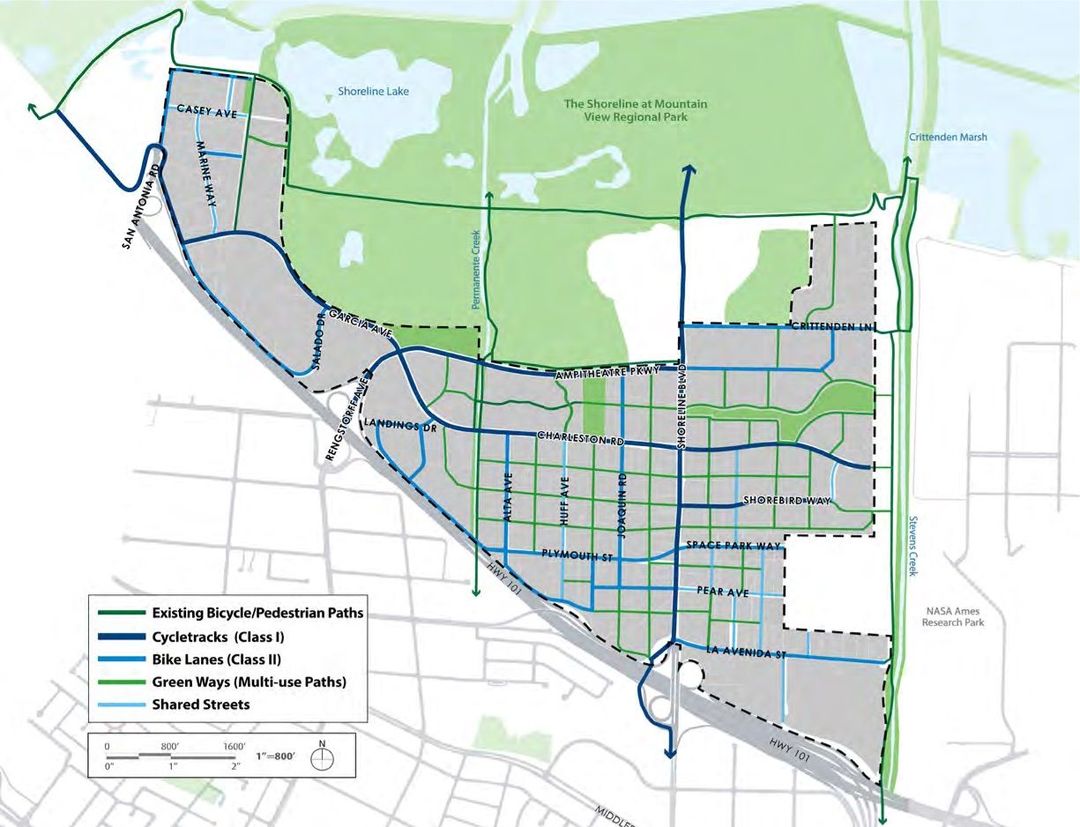 Shoreline Lake
The Shoreline at Mountain
View Regional Park
Crittenden Marsh
CASEY AVE
MARINE WAY
SAN ANTONIA RD
Permanente Creek
GARCIA AVE
SALADO DR
CRITTENDEN LN
AMPITHEATRE PKWY
SHORELINE BLVD
RENGSTORFF AVE
LANDINGS DR
CHARLESTON RD
ALTA AVE
HUFF AVE
JOAQUIN RD
SHOREBIRD WAY
PLYMOUTH ST
SPACE PARK WAY
Stevens Creek
HWY 101
PEAR AVE
NASA Ames
Research Park
LA AVENIDA ST
HWY 101
Existing Bicycle/Pedestrian Paths
Cycletracks (Class I)
Bike Lanes (Class II)
Green Ways (Multi-use Paths)
Shared Streets
0 800' 1600'
1"=800'
N
0" 1" 2"